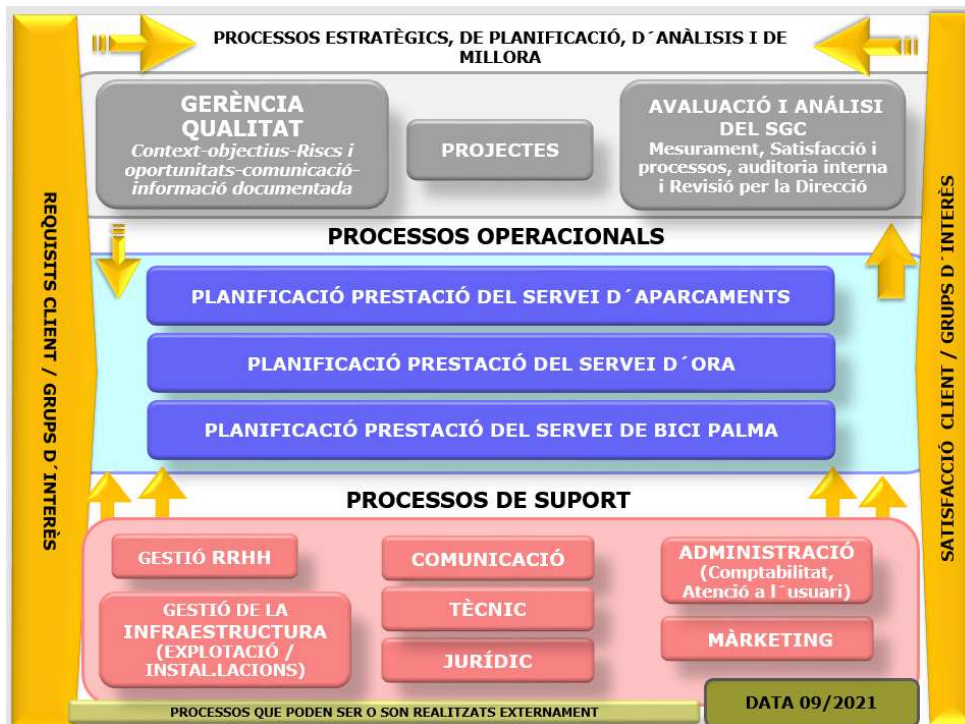 PROCESSOS ESTRATÈGICS, DE PLANIFICACIÓ, D´ANÀLISIS I DE
MILLORA
GERÈNCIA
QUALITAT
Context-objectius-Riscs i
oportunitats-comunicació-
informació documentada
PROJECTES
AVALUACIÓ I ANÁLISI
DEL SGC
Mesurament, Satisfacció i
processos, auditoria interna
i Revisió per la Direcció
REQUISITS CLIENT / GRUPS D´INTERÈS
SATISFACCIÓ CLIENT / GRUPS D´INTERÈS
PROCESSOS OPERACIONALS
PLANIFICACIÓ PRESTACIÓ DEL SERVEI D´APARCAMENTS
PLANIFICACIÓ PRESTACIÓ DEL SERVEI D´ORA
PLANIFICACIÓ PRESTACIÓ DEL SERVEI DE BICI PALMA
PROCESSOS DE SUPORT
GESTIÓ RRHH
GESTIÓ DE LA
INFRAESTRUCTURA
(EXPLOTACIÓ /
INSTAL.LACIONS)
COMUNICACIÓ
TÈCNIC
JURÍDIC
ADMINISTRACIÓ
(Comptabilitat,
Atenció a l´usuari)
MÀRKETING
PROCESSOS QUE PODEN SER O SON REALITZATS EXTERNAMENT
DATA 09/2021